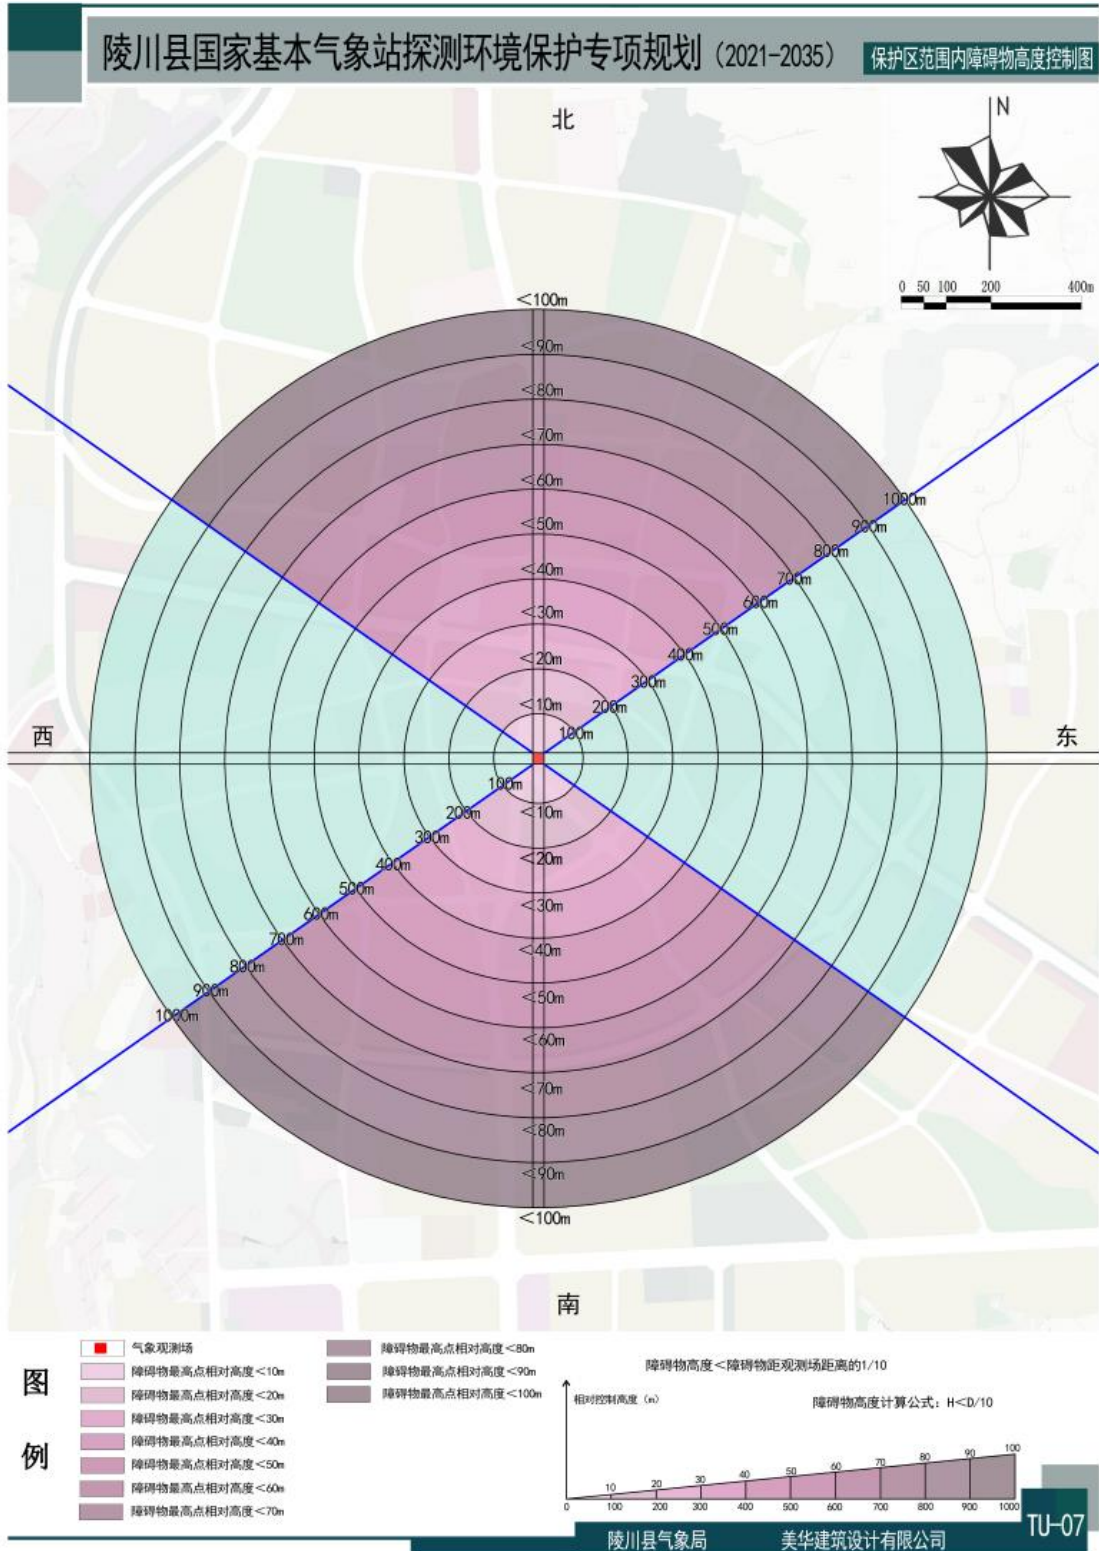 陵川县国家基本气象站探测环境保护专项规划（2021-2035）
保护区范围内障碍物高度控制图
北
N
0 50 100 200 400m
<100m
<90m
<80m
<70m
<60m
<50m
<40m
<30m
<20m
<10m
1000m
900m
800m
700m
600m
500m
400m
300m
200m
100m
西
东
100m
200m
300m
400m
500m
600m
700m
800m
900m
1000m
<10m
<20m
<30m
<40m
<50m
<60m
<70m
<80m
<90m
<100m
南
图例
气象观测场
障碍物最高点相对高度<10m
障碍物最高点相对高度<20m
障碍物最高点相对高度<30m
障碍物最高点相对高度<40m
障碍物最高点相对高度<50m
障碍物最高点相对高度<60m
障碍物最高点相对高度<70m
障碍物最高点相对高度<80m
障碍物最高点相对高度<90m
障碍物最高点相对高度<100m
障碍物高度<障碍物距观测场距离的1/10
相对控制高度（m）
障碍物高度计算公式：H<D/10
10 20 30 40 50 60 70 80 90 100
0 100 200 300 400 500 600 700 800 900 1000
TU-07
陵川县气象局 美华建筑设计有限公司